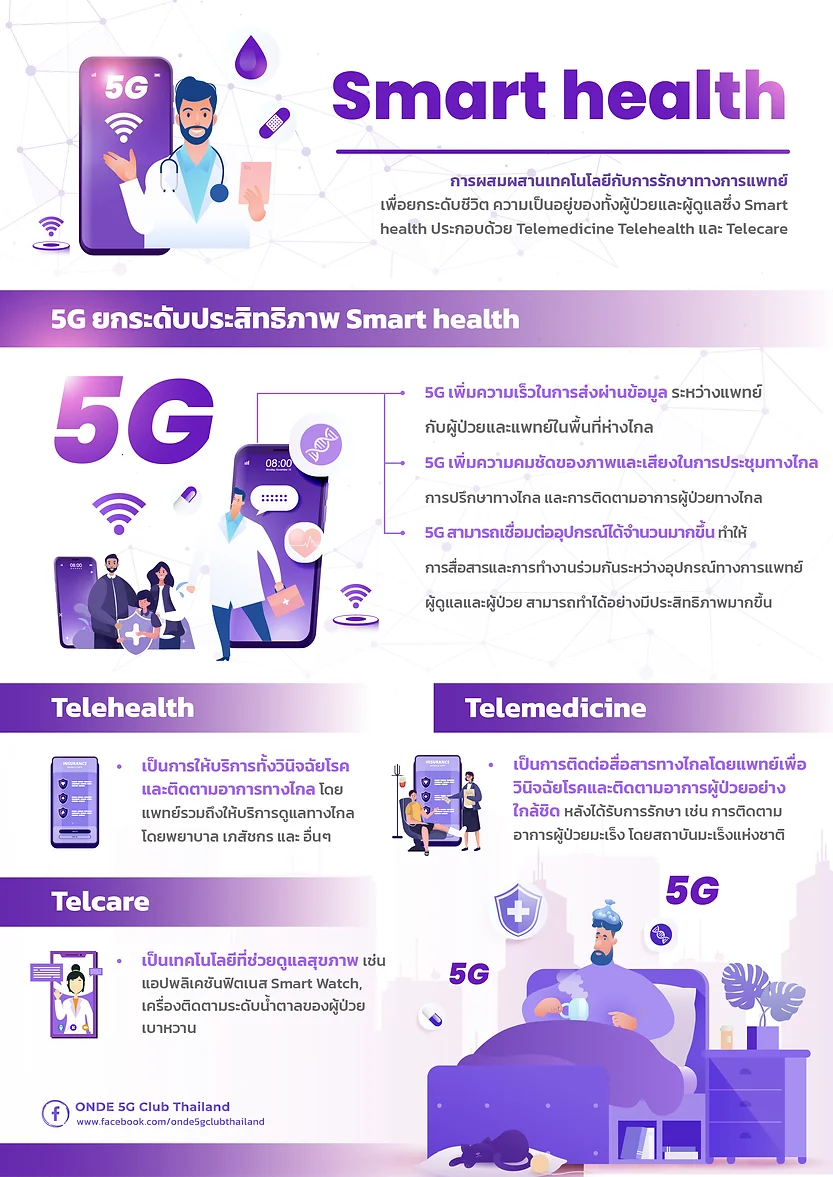 5G
Smart health
การผสมผสานเทคโนโลยีกับการรักษาทางการแพทย์
เพื่อยกระดับชีวิต ความเป็นอยู่ของทั้งผู้ป่วยและผู้ดูแลซึ่ง Smart
health ประกอบด้วย Telemedicine Telehealth และ Telecare
5G ยกระดับประสิทธิภาพ Smart health
5G
08:00
08:00
5G เพิ่มความเร็วในการส่งผ่านข้อมูล ระหว่างแพทย์
กับผู้ป่วยและแพทย์ในพื้นที่ห่างไกล
5G เพิ่มความคมชัดของภาพและเสียงในการประชุมทางไกล
การปรึกษาทางไกล และการติดตามอาการผู้ป่วยทางไกล
5G สามารถเชื่อมต่ออุปกรณ์ได้จำนวนมากขึ้น ทำให้
การสื่อสารและการทำงานร่วมกันระหว่างอุปกรณ์ทางการแพทย์
ผู้ดูแลและผู้ป่วย สามารถทำได้อย่างมีประสิทธิภาพมากขึ้น
Telehealth
INSURANCE
• เป็นการให้บริการทั้งวินิจฉัยโรค
และติดตามอาการทางไกล โดย
แพทย์รวมถึงให้บริการดูแลทางไกล
โดยพยาบาล เภสัชกร และ อื่นๆ
Telemedicine
INSURANCE
• เป็นการติดต่อสื่อสารทางไกลโดยแพทย์เพื่อ
วินิจฉัยโรคและติดตามอาการผู้ป่วยอย่าง
ใกล้ชิด หลังได้รับการรักษา เช่น การติดตาม
อาการผู้ป่วยมะเร็ง โดยสถาบันมะเร็งแห่งชาติ
Telcare
• เป็นเทคโนโลยีที่ช่วยดูแลสุขภาพ เช่น
แอปพลิเคชันฟิตเนส Smart Watch,
เครื่องติดตามระดับน้ำตาลของผู้ป่วย
เบาหวาน
5G
5G
ONDE 5G Club Thailand
www.facebook.com/onde5gclubthailand